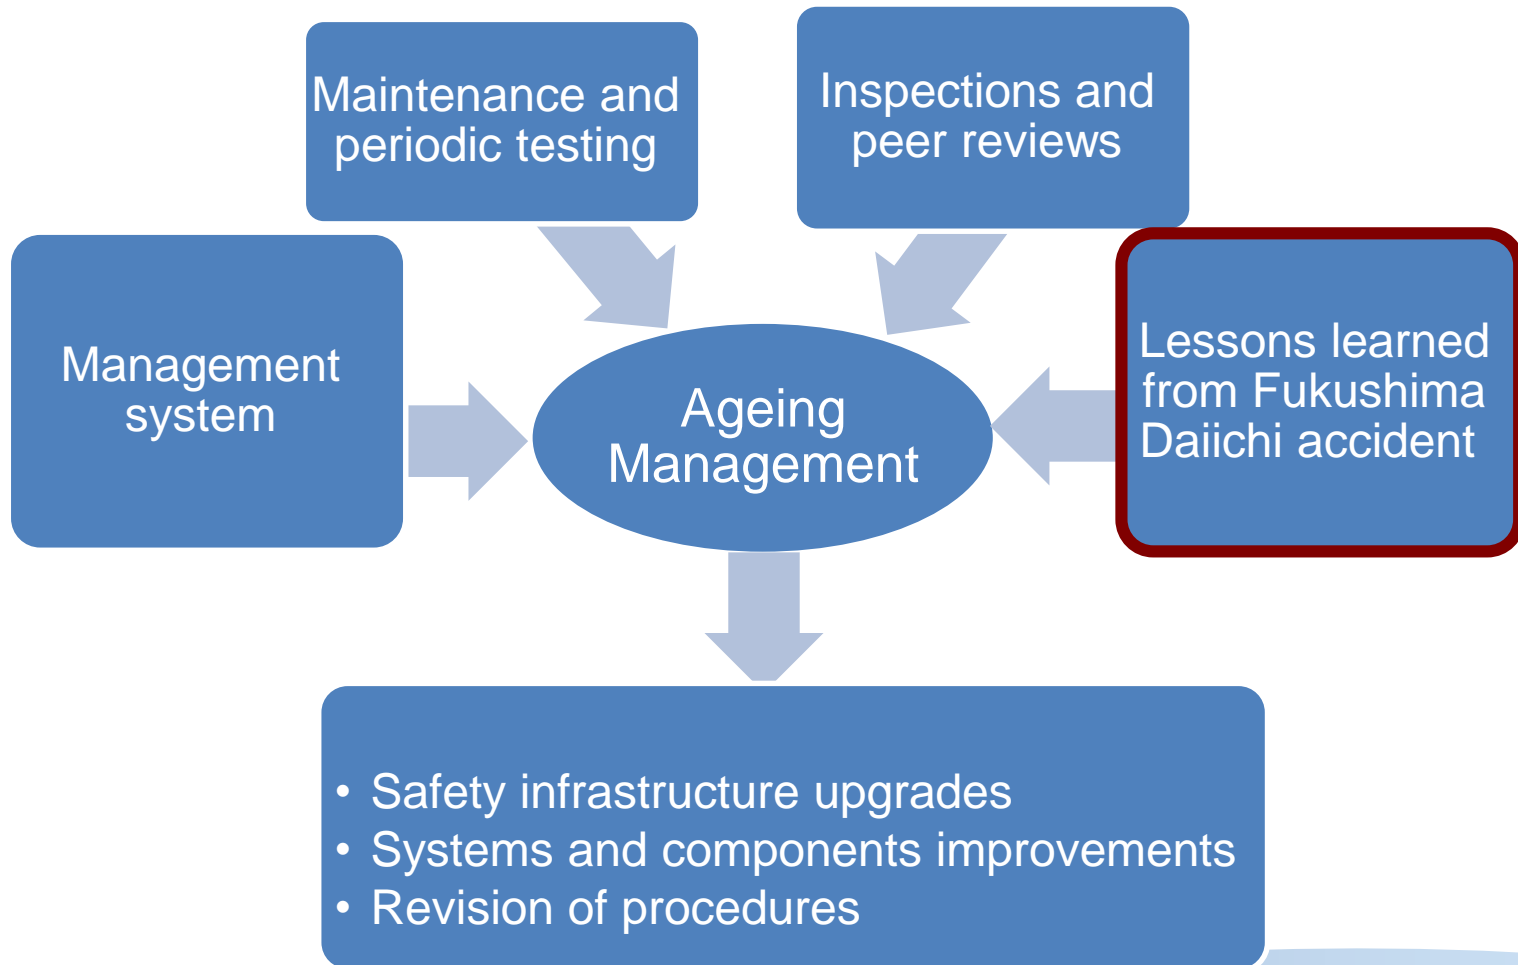 Maintenance and
periodic testing
Inspections and
peer reviews
Management
system
Ageing
Management
Lessons learned
from Fukushima
Daiichi accident
• Safety infrastructure upgrades
• Systems and components improvements
• Revision of procedures